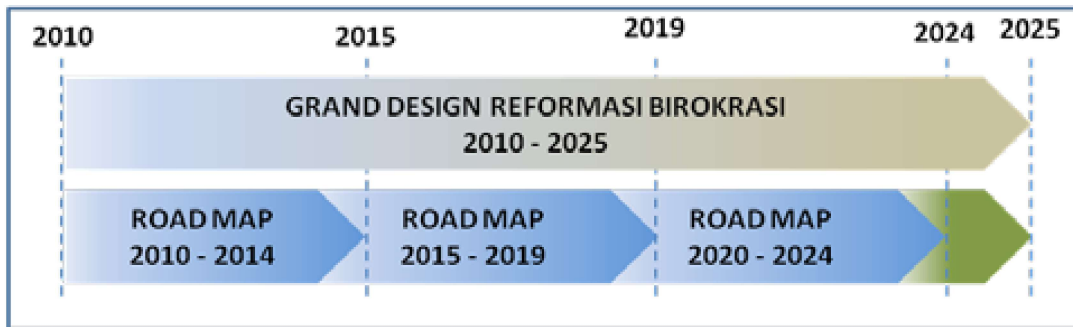 2010 2015 2019 2024 2025
GRAND DESIGN REFORMASI BIROKRASI
2010 - 2025
ROAD MAP
2010 - 2014
ROAD MAP
2015 - 2019
ROAD MAP
2020 - 2024